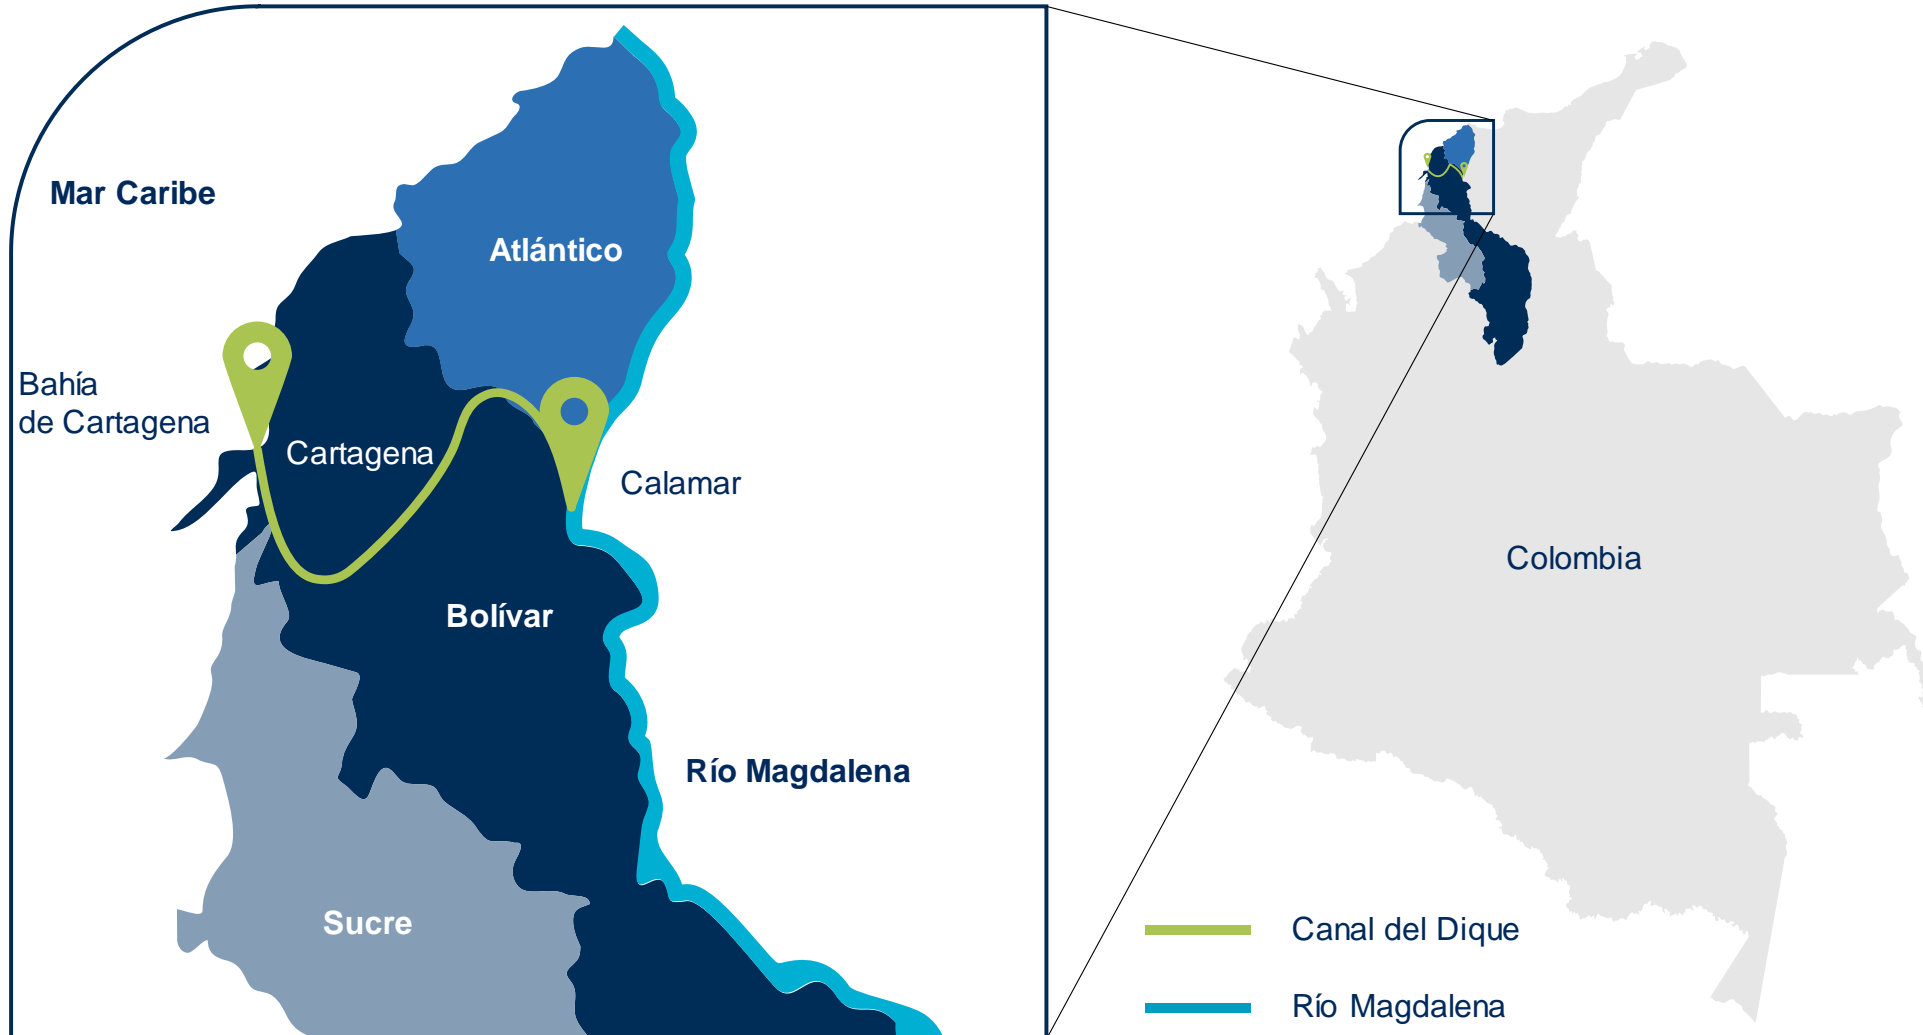 Mar Caribe
Atlántico
Bahía
de Cartagena
Cartagena
Calamar
Bolívar
Río Magdalena
Sucre
Colombia
Canal del Dique
Río Magdalena